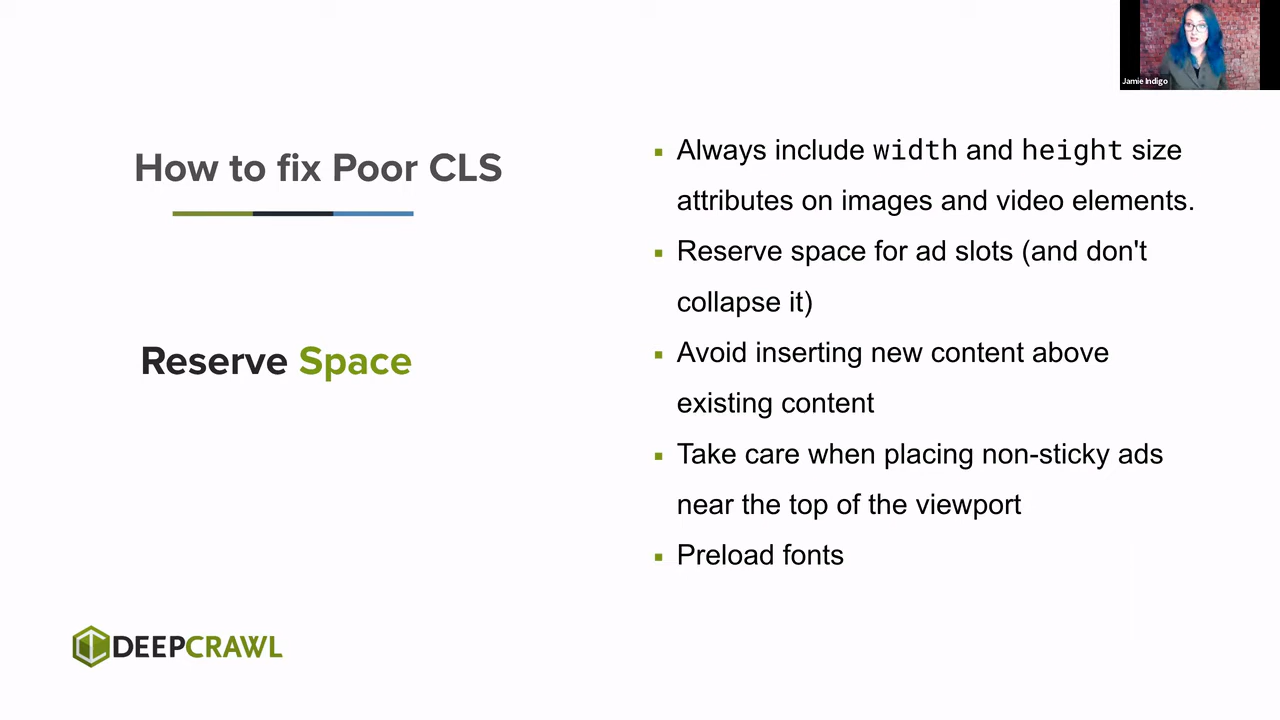 Jamie Indigo
How to fix Poor CLS
Reserve Space
▪ Always include width and height size
attributes on images and video elements.
▪ Reserve space for ad slots (and don't
collapse it)
▪ Avoid inserting new content above
existing content
▪ Take care when placing non-sticky ads
near the top of the viewport
▪ Preload fonts
DEEPCRAWL